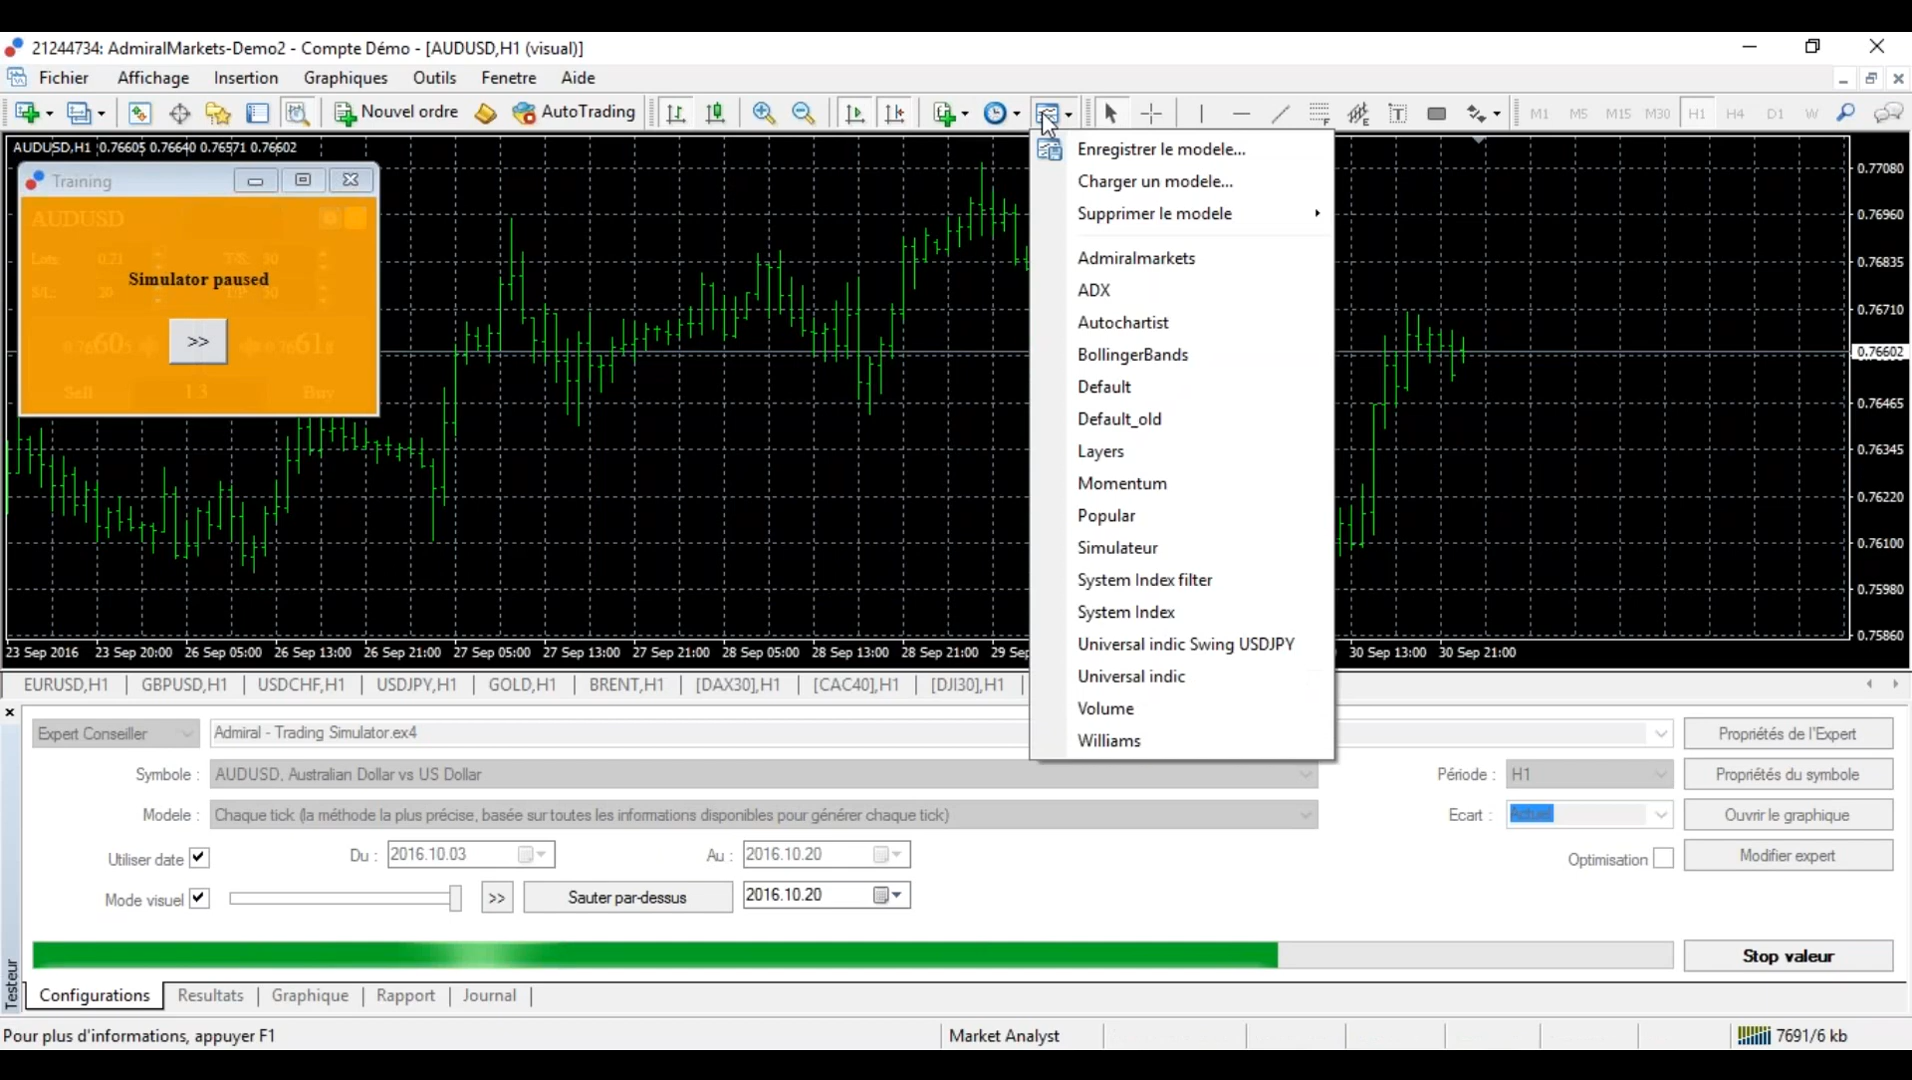 21244734: AdmiralMarkets-Demo2 - Compte Démo - [AUDUSD,H1 (visual)]
Fichier Affichage Insertion Graphiques Outils Fenetre Aide
Nouvel ordre AutoTrading M1 M5 M15 M30 H1 H4 D1 W
AUDUSD,H1 0.76605 0.76640 0.76571 0.76602
Training
AUDUSD
Lots: 0.21 T/S: 30
S/L: 20 T/P
Simulator paused
>>
Sell 1.3 Buy
Enregistrer le modele...
Charger un modele...
Supprimer le modele
Admiralmarkets
ADX
Autochartist
BollingerBands
Default
Default_old
Layers
Momentum
Popular
Simulateur
System Index filter
System Index
Universal indic Swing USDJPY
Universal indic
Volume
Williams
0.77080
0.76960
0.76835
0.76710
0.76602
0.76465
0.76345
0.76220
0.76100
0.75980
0.75860
23 Sep 2016 23 Sep 20:00 26 Sep 05:00 26 Sep 13:00 26 Sep 21:00 27 Sep 05:00 27 Sep 13:00 27 Sep 21:00 28 Sep 05:00 28 Sep 13:00 28 Sep 21:00 29 Sep 30 Sep 13:00 30 Sep 21:00
EURUSD,H1 GBPUSD,H1 USDCHF,H1 USDJPY,H1 GOLD,H1 BRENT,H1 [DAX30],H1 [CAC40],H1 [DJI30],H1
Expert Conseiller Admiral - Trading Simulator.ex4 Propriétés de l'Expert
Symbole : AUDUSD, Australian Dollar vs US Dollar Période : H1 Propriétés du symbole
Modele : Chaque tick (la méthode la plus précise, basée sur toutes les informations disponibles pour générer chaque tick) Ecart : Actuel Ouvrir le graphique
Utiliser date Du : 2016.10.03 Au : 2016.10.20 Optimisation Modifier expert
Mode visuel >> Sauter par-dessus 2016.10.20
Stop valeur
Testeur
Configurations Resultats Graphique Rapport Journal
Pour plus d'informations, appuyer F1 Market Analyst 7691/6 kb